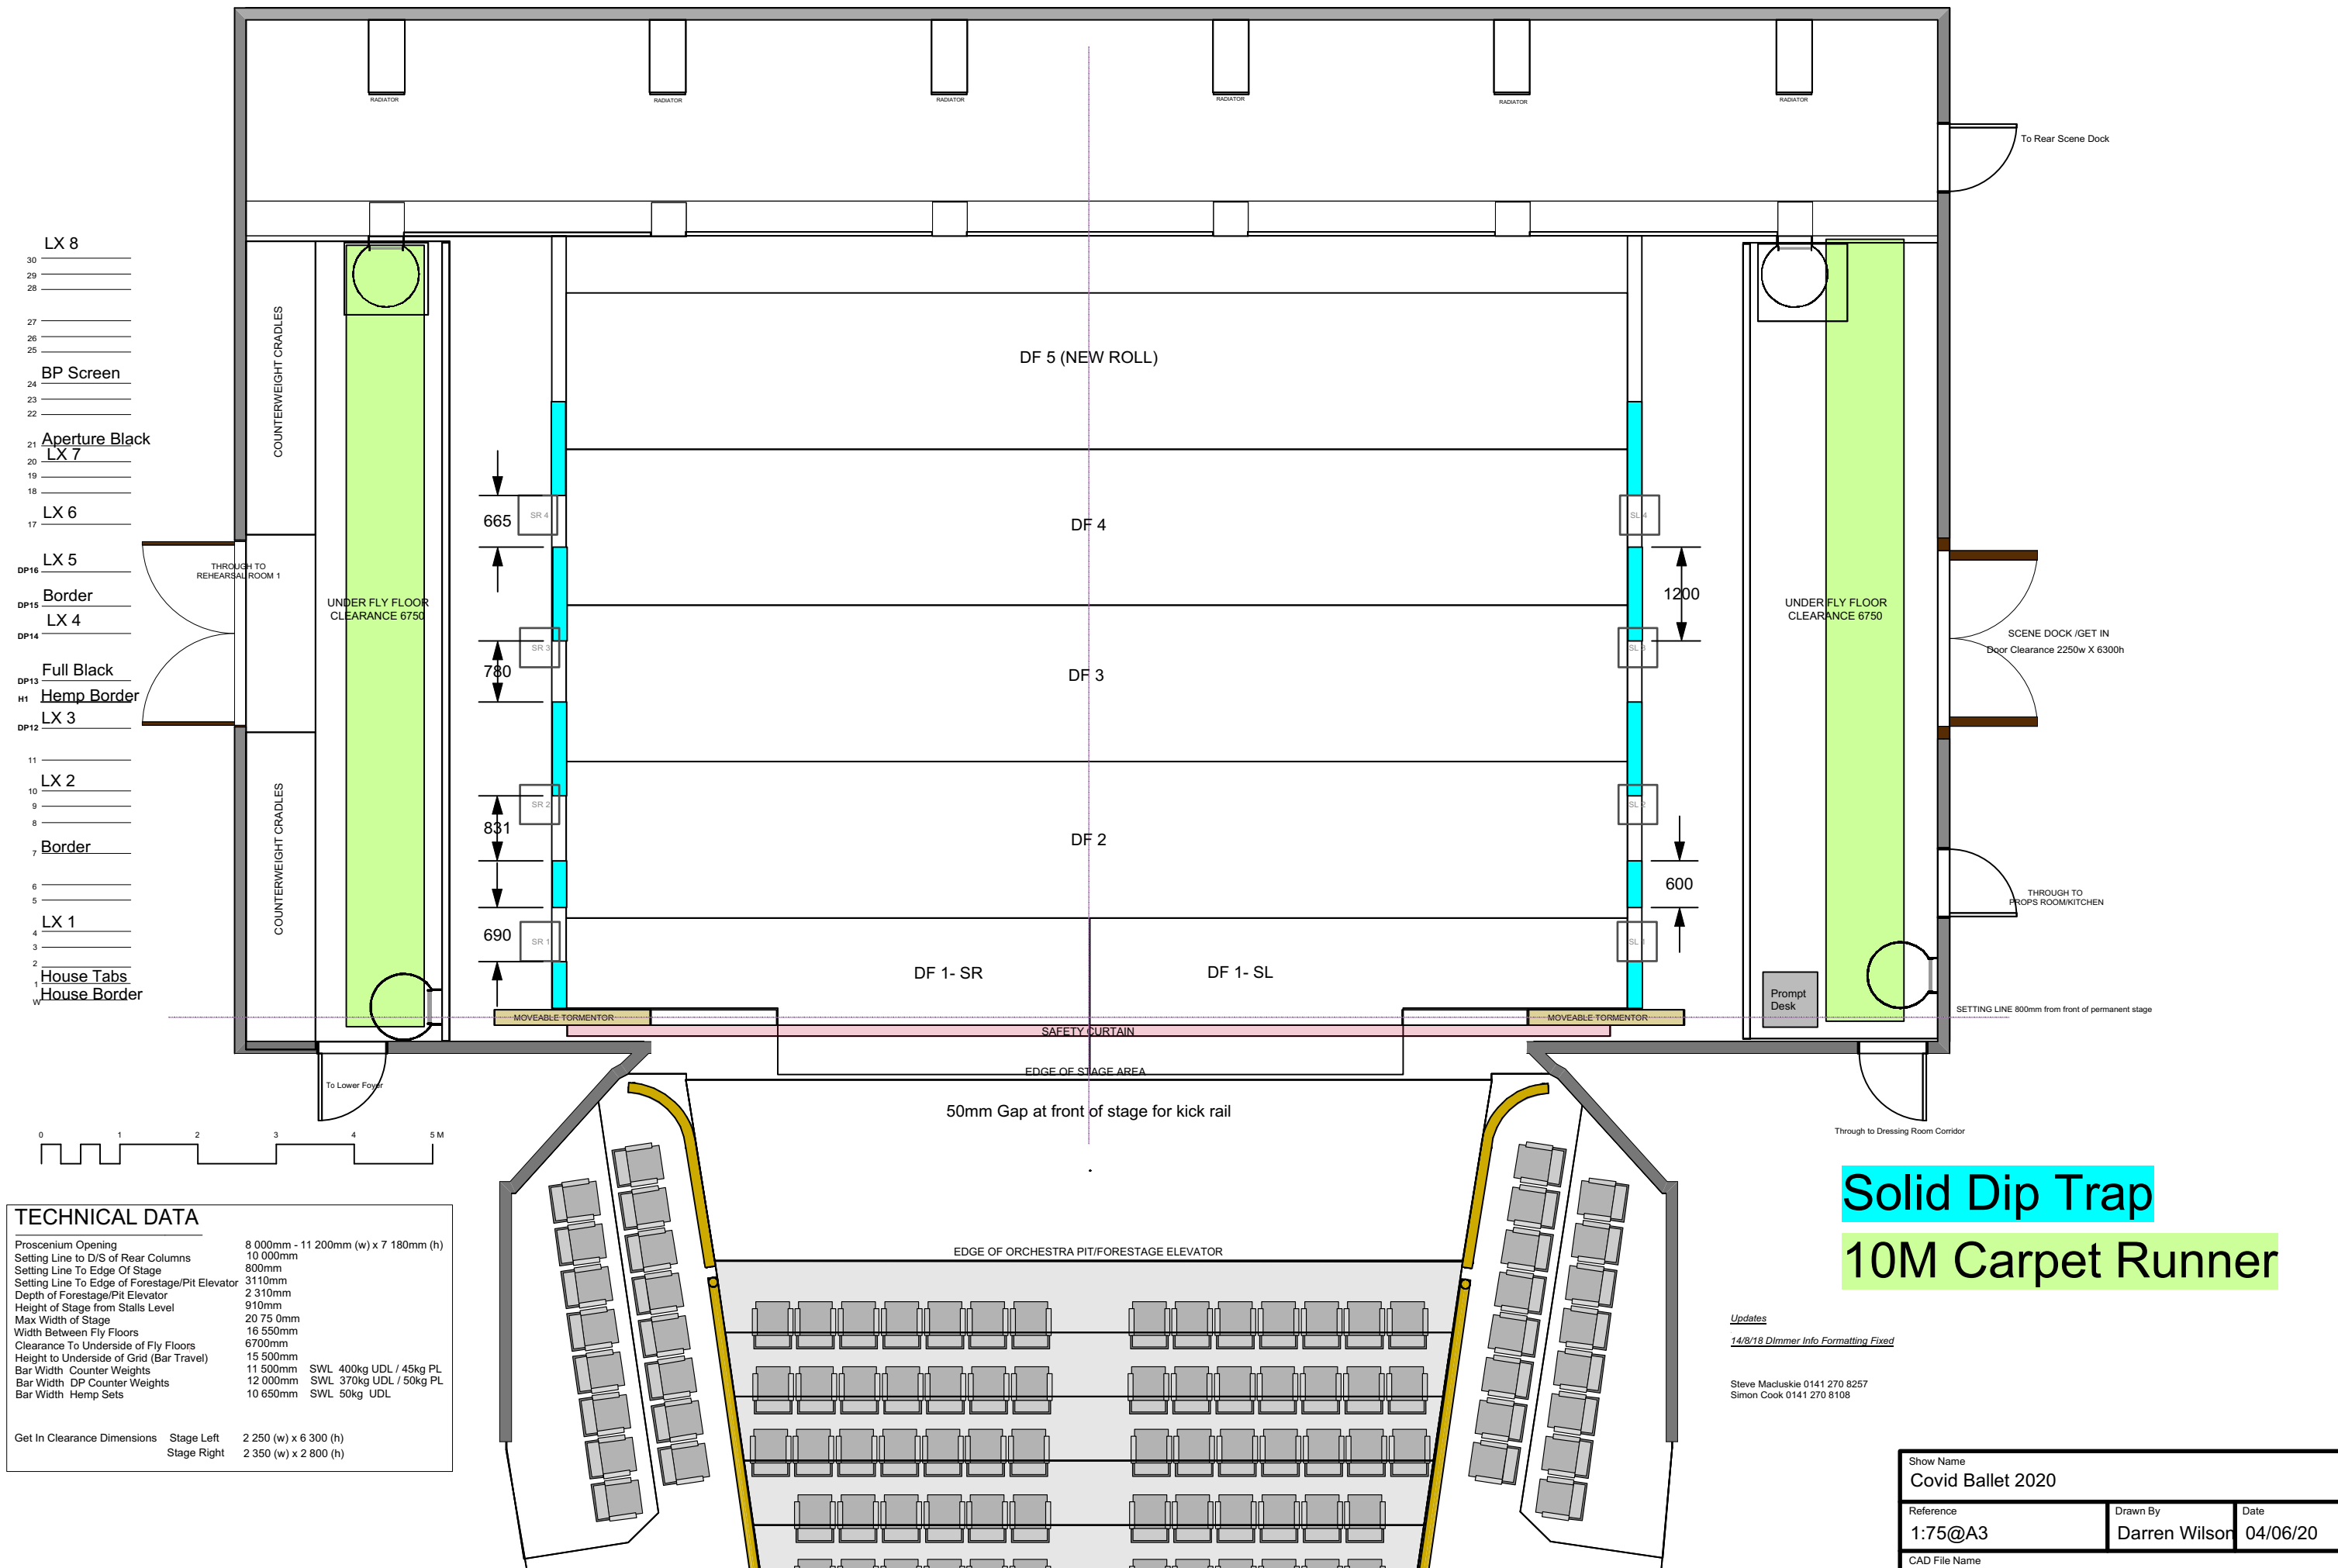 RADIATOR
RADIATOR
RADIATOR
RADIATOR
RADIATOR
RADIATOR
To Rear Scene Dock
LX 8
30
29
28
27
26
25
BP Screen
24
23
22
Aperture Black
21
LX 7
20
19
18
LX 6
17
LX 5
DP16
Border
DP15
LX 4
DP14
Full Black
DP13
Hemp Border
H1
LX 3
DP12
11
LX 2
10
9
8
Border
7
6
5
LX 1
4
3
2
House Tabs
1
House Border
W
COUNTERWEIGHT CRADLES
COUNTERWEIGHT CRADLES
THROUGH TO
REHEARSAL ROOM 1
UNDER FLY FLOOR
CLEARANCE 6750
DF 5 (NEW ROLL)
DF 4
DF 3
DF 2
DF 1- SR
DF 1- SL
665
780
831
690
SR 4
SR 3
SR 2
SR 1
SL 4
SL 3
SL 2
SL 1
1200
600
UNDER FLY FLOOR
CLEARANCE 6750
SCENE DOCK /GET IN
Door Clearance 2250w X 6300h
THROUGH TO
PROPS ROOM/KITCHEN
Prompt
Desk
MOVEABLE TORMENTOR
MOVEABLE TORMENTOR
SETTING LINE 800mm from front of permanent stage
SAFETY CURTAIN
EDGE OF STAGE AREA
50mm Gap at front of stage for kick rail
To Lower Foyer
Through to Dressing Room Corridor
0 1 2 3 4 5 M
EDGE OF ORCHESTRA PIT/FORESTAGE ELEVATOR
TECHNICAL DATA
Proscenium Opening 8 000mm - 11 200mm (w) x 7 180mm (h)
Setting Line to D/S of Rear Columns 10 000mm
Setting Line To Edge Of Stage 800mm
Setting Line To Edge of Forestage/Pit Elevator 3110mm
Depth of Forestage/Pit Elevator 2 310mm
Height of Stage from Stalls Level 910mm
Max Width of Stage 20 75 0mm
Width Between Fly Floors 16 550mm
Clearance To Underside of Fly Floors 6700mm
Height to Underside of Grid (Bar Travel) 15 500mm
Bar Width Counter Weights 11 500mm SWL 400kg UDL / 45kg PL
Bar Width DP Counter Weights 12 000mm SWL 370kg UDL / 50kg PL
Bar Width Hemp Sets 10 650mm SWL 50kg UDL
Get In Clearance Dimensions Stage Left 2 250 (w) x 6 300 (h)
Stage Right 2 350 (w) x 2 800 (h)
Solid Dip Trap
10M Carpet Runner
Updates
14/8/18 DImmer Info Formatting Fixed
Steve Macluskie 0141 270 8257
Simon Cook 0141 270 8108
Show Name
Covid Ballet 2020
Reference
1:75@A3
Drawn By
Darren Wilson
Date
04/06/20
CAD File Name